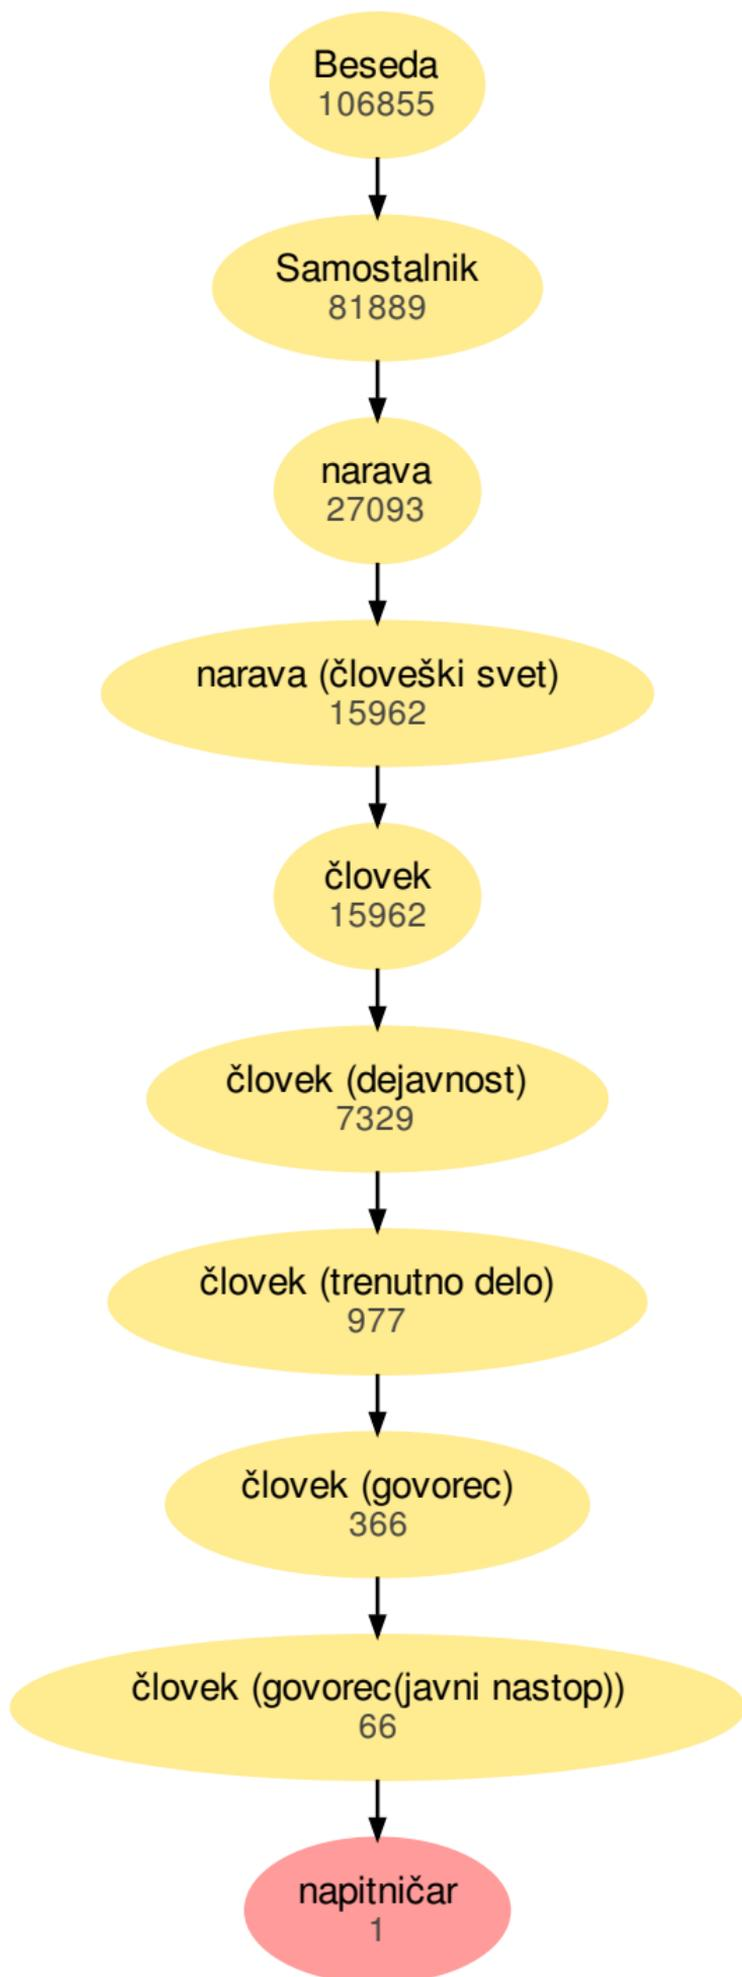 Beseda
106855
Samostalnik
81889
narava
27093
narava (človeški svet)
15962
človek
15962
človek (dejavnost)
7329
človek (trenutno delo)
977
človek (govorec)
366
človek (govorec(javni nastop))
66
napitničar
1